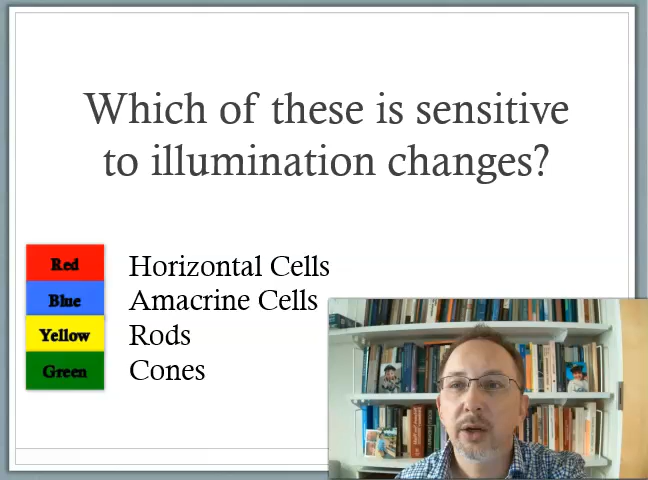 Which of these is sensitive
to illumination changes?
Red Horizontal Cells
Blue Amacrine Cells
Yellow Rods
Green Cones